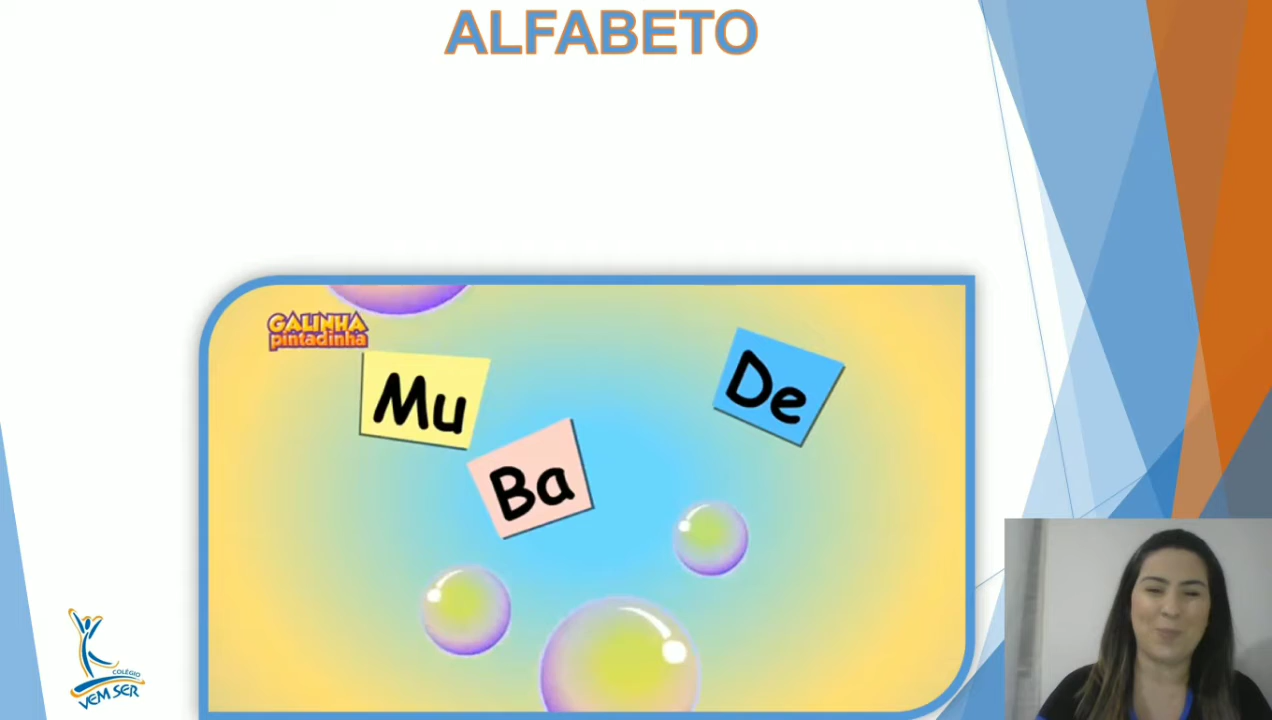 ALFABETO
GALINHA
pintadinha
Mu
De
Ba
COLÉGIO
VEM SER